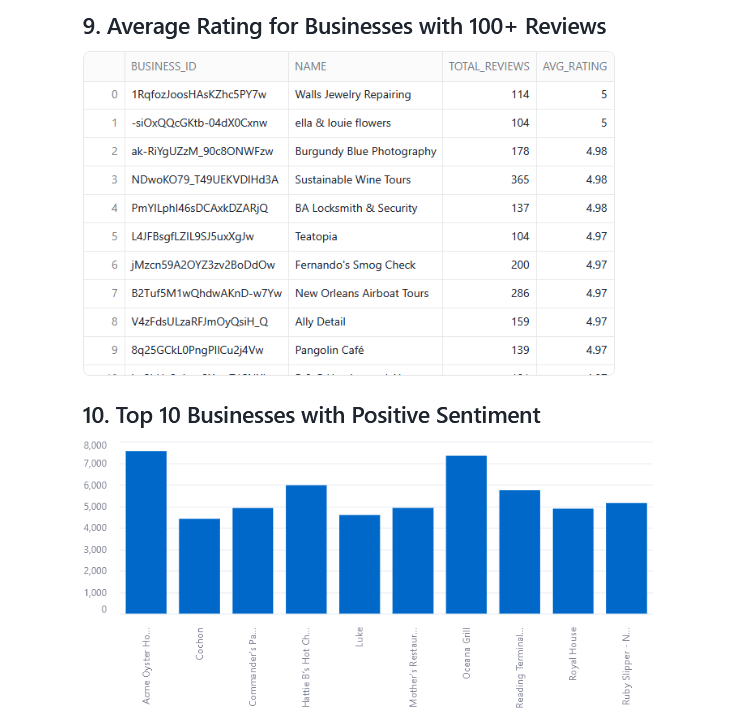 9. Average Rating for Businesses with 100+ Reviews
BUSINESS_ID NAME TOTAL_REVIEWS AVG_RATING
0 1RqfozJoosHAsKZhc5PY7w Walls Jewelry Repairing 114 5
1 -siOxQQcGKtb-04dX0Cxnw ella & louie flowers 104 5
2 ak-RiYgUZzM_90c8ONWFzw Burgundy Blue Photography 178 4.98
3 NDwoKO79_T49UEKVDIHd3A Sustainable Wine Tours 365 4.98
4 PmYILphI46sDCAxkDZARjQ BA Locksmith & Security 137 4.98
5 L4JFBsgfLZIL9SJ5uxXgJw Teatopia 104 4.97
6 jMzcn59A2OYZ3zv2BoDdOw Fernando's Smog Check 200 4.97
7 B2Tuf5M1wQhdwAKnD-w7Yw New Orleans Airboat Tours 286 4.97
8 V4zFdsULzaRFJmOyQsiH_Q Ally Detail 159 4.97
9 8q25GCkL0PngPlICu2j4Vw Pangolin Café 139 4.97
10. Top 10 Businesses with Positive Sentiment
8,000
7,000
6,000
5,000
4,000
3,000
2,000
1,000
0
Acme Oyster Ho...
Cochon
Commander's Pa...
Hattie B's Hot Ch...
Luke
Mother's Restaur...
Oceana Grill
Reading Terminal...
Royal House
Ruby Slipper - N...